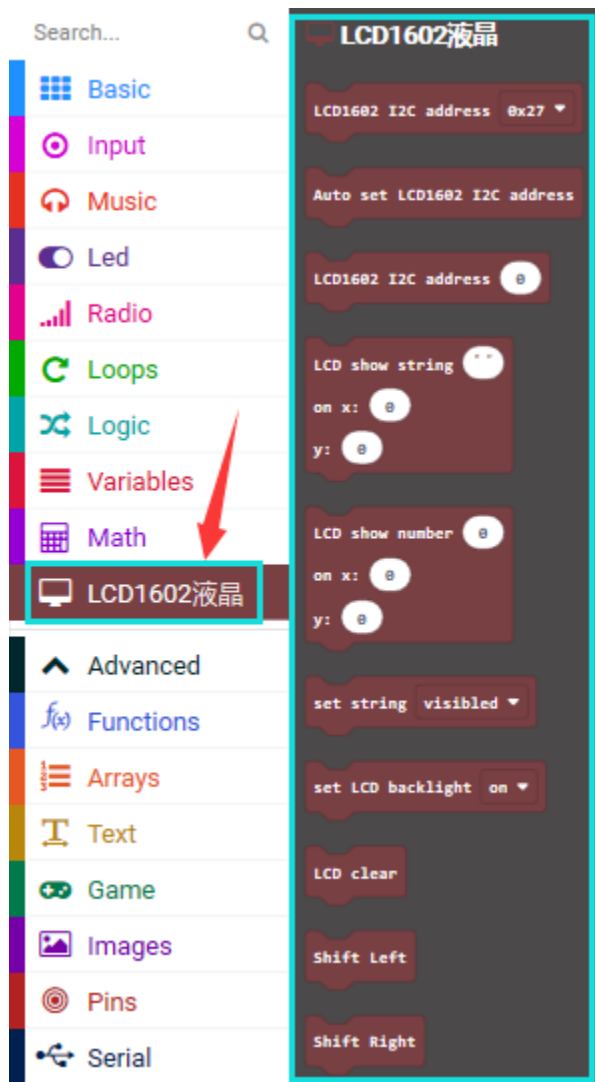 Search...
Basic
Input
Music
Led
Radio
Loops
Logic
Variables
Math
LCD1602液晶
Advanced
Functions
Arrays
Text
Game
Images
Pins
Serial
LCD1602液晶
LCD1602 I2C address 0x27
Auto set LCD1602 I2C address
LCD1602 I2C address 0
LCD show string " "
on x: 0
y: 0
LCD show number 0
on x: 0
y: 0
set string visibled
set LCD backlight on
LCD clear
Shift Left
Shift Right